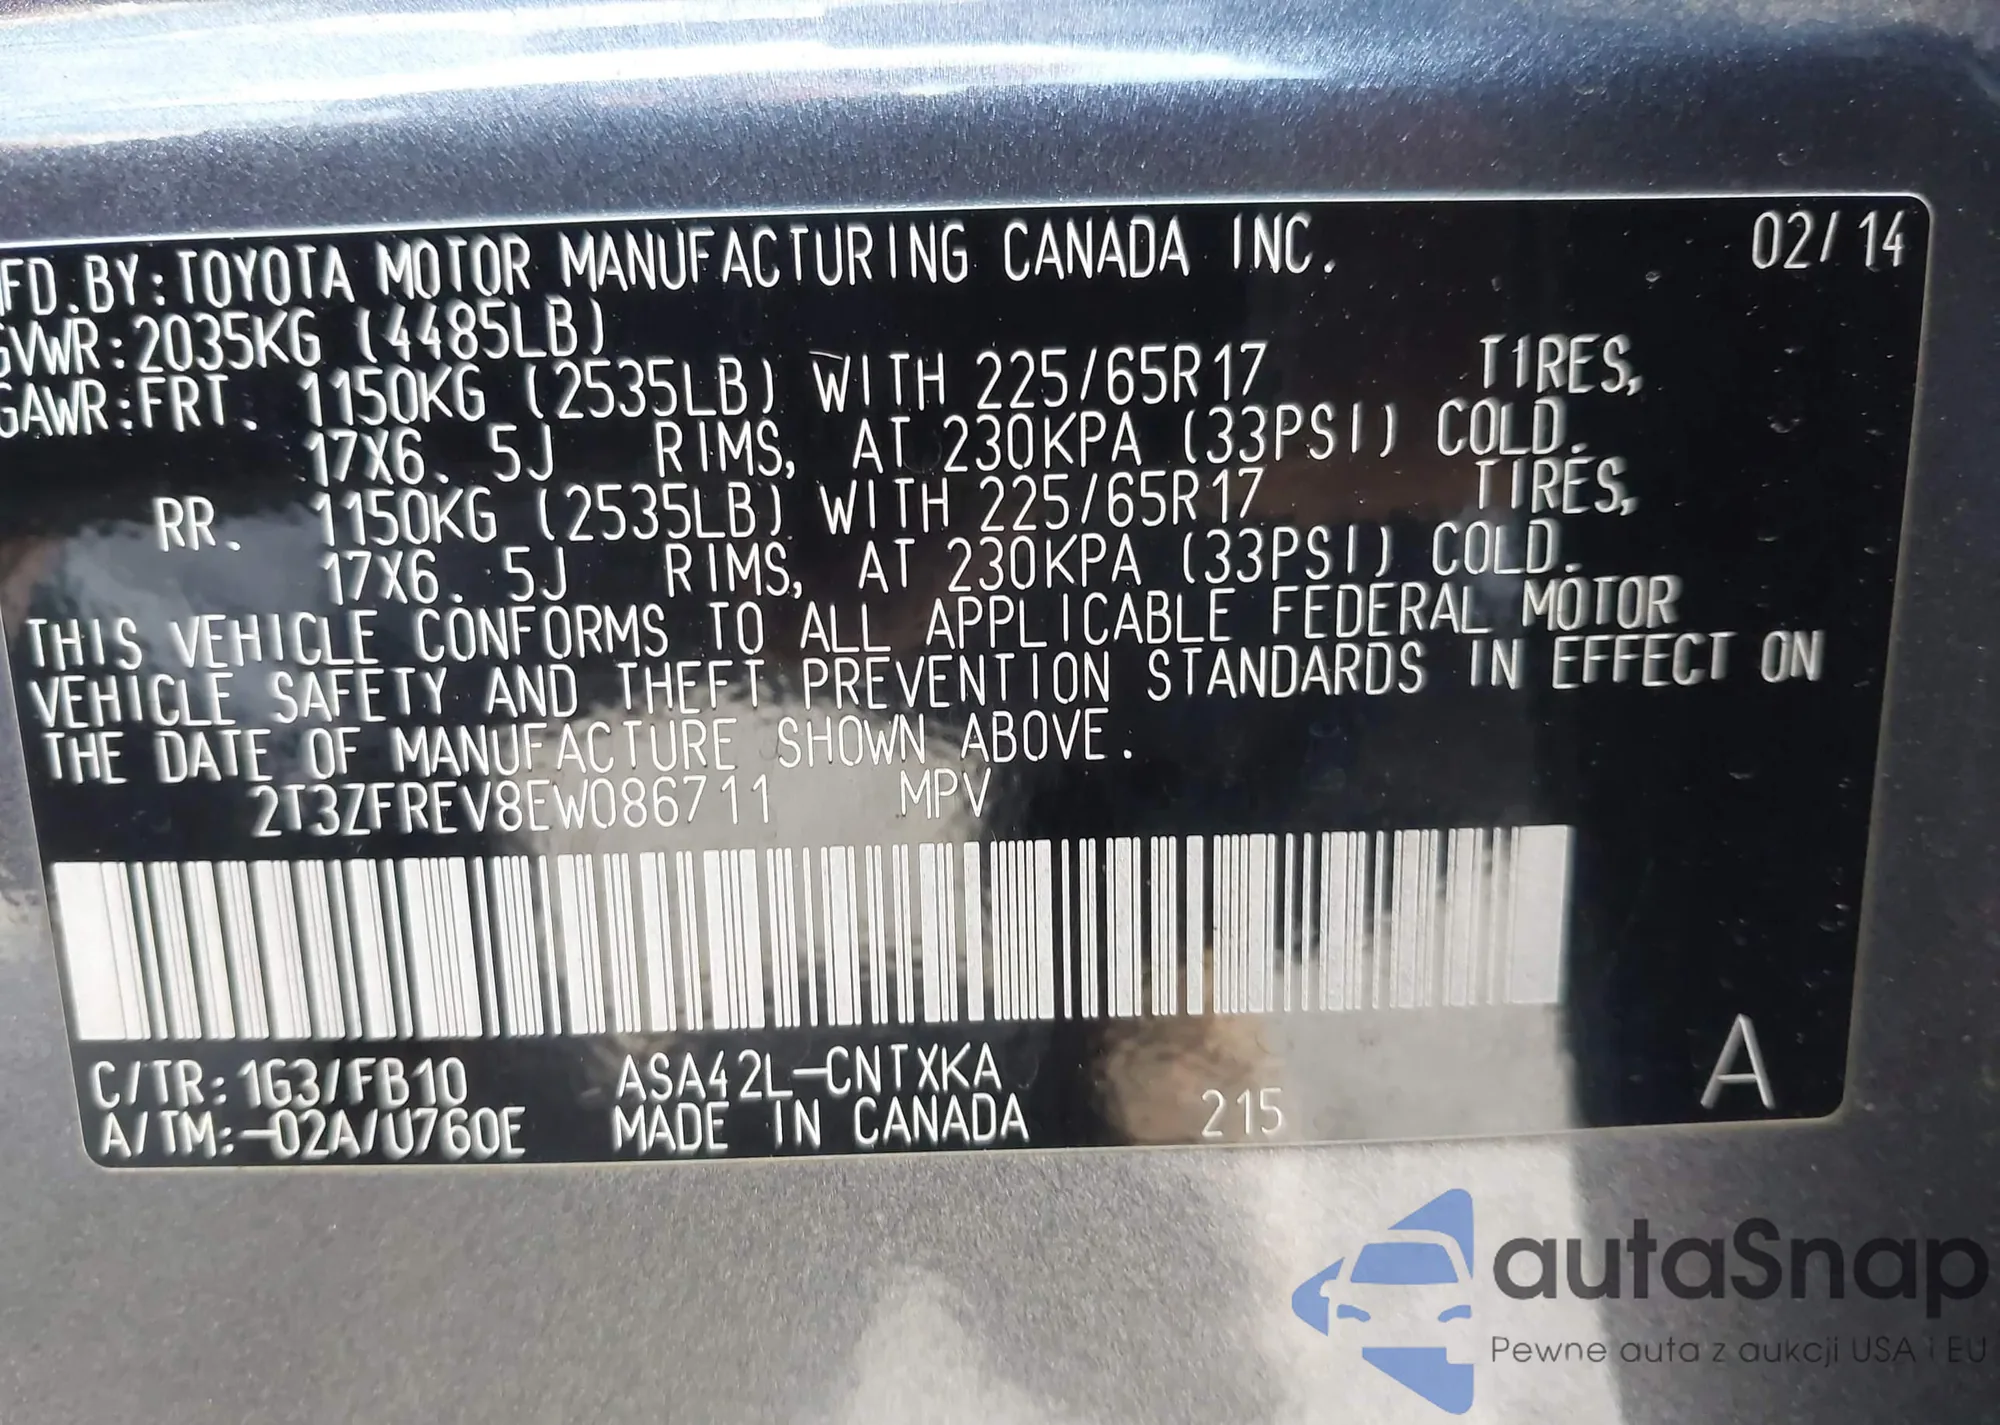 FD. BY:TOYOTA MOTOR MANUFACTURING CANADA INC. 02/14
GVWR:2035KG (4485LB)
GAWR:FRT. 1150KG (2535LB) WITH 225/65R17 TIRES,
17X6. 5J RIMS, AT 230KPA (33PSI) COLD.
RR. 1150KG (2535LB) WITH 225/65R17 TIRES,
17X6. 5J RIMS, AT 230KPA (33PSI) COLD.
THIS VEHICLE CONFORMS TO ALL APPLICABLE FEDERAL MOTOR
VEHICLE SAFETY AND THEFT PREVENTION STANDARDS IN EFFECT ON
THE DATE OF MANUFACTURE SHOWN ABOVE.
2T3ZFREV8EW086711 MPV
C/TR:1G3/FB10 ASA42L-CNTXKA
A/TM:-02A/U760E MADE IN CANADA 215 A
autaSnap
Pewne auta z aukcji USA i EU